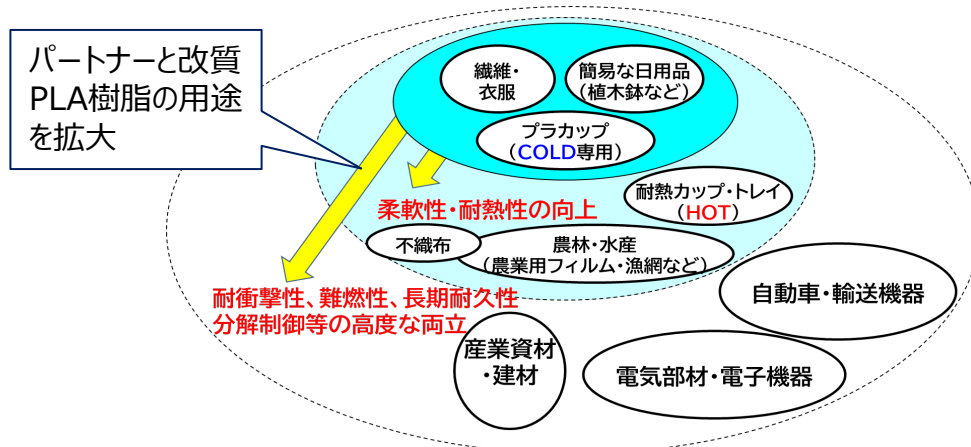 パートナーと改質
PLA樹脂の用途
を拡大
繊維・
衣服
簡易な日用品
（植木鉢など）
プラカップ
（COLD専用）
耐熱カップ・トレイ
（HOT）
柔軟性・耐熱性の向上
不織布
農林・水産
（農業用フィルム・漁網など）
耐衝撃性、難燃性、長期耐久性
分解制御等の高度な両立
自動車・輸送機器
産業資材
・建材
電気部材・電子機器